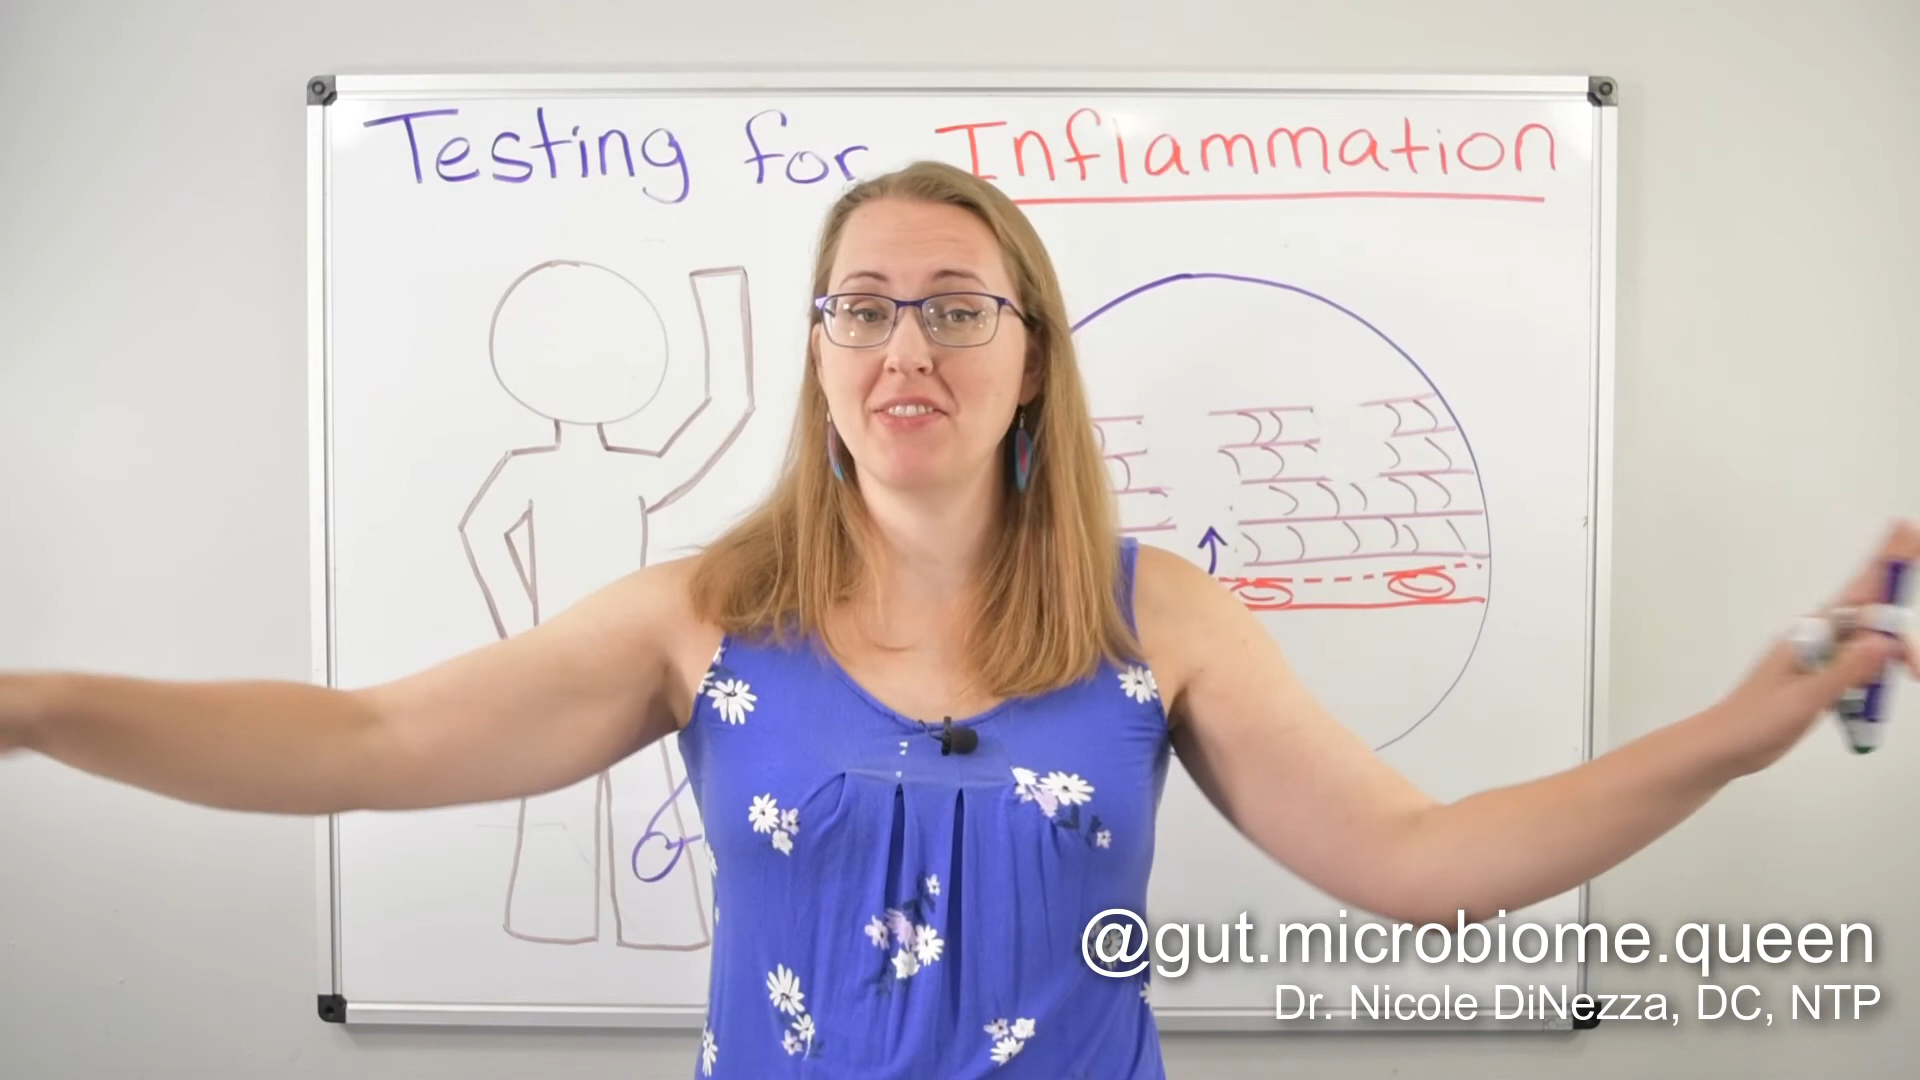 Testing for Inflammation
@gut.microbiome.queen
Dr. Nicole DiNezza, DC, NTP